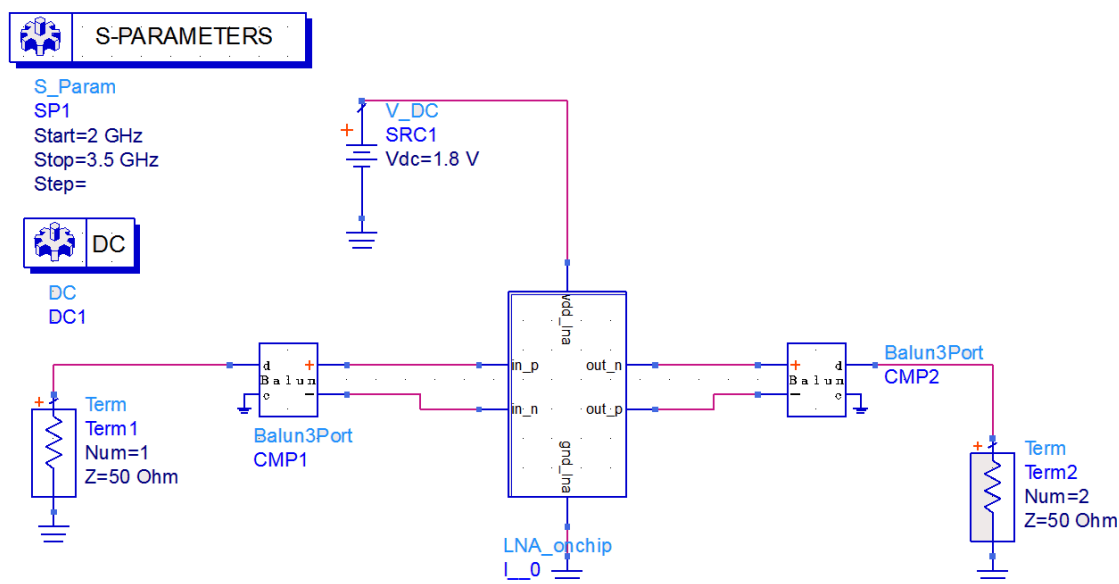 S-PARAMETERS
S_Param
SP1
Start=2 GHz
Stop=3.5 GHz
Step=
DC
DC
DC1
V_DC
SRC1
Vdc=1.8 V
+
vdd_lna
in_p
in_n
out_n
out_p
gnd_lna
LNA_onchip
I__0
d
+
Balun
c
−
Balun3Port
CMP1
+
d
Balun
−
c
Balun3Port
CMP2
+
Term
Term1
Num=1
Z=50 Ohm
+
Term
Term2
Num=2
Z=50 Ohm